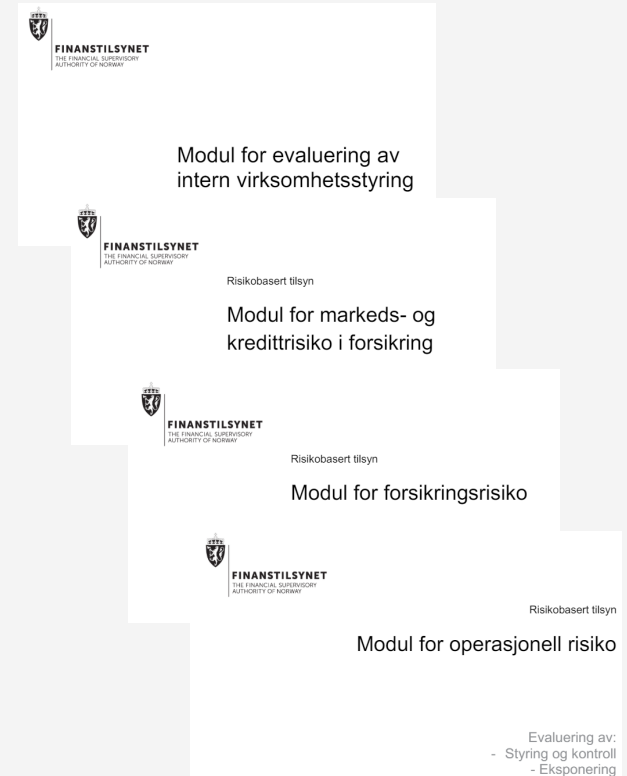 FINANSTILSYNET
THE FINANCIAL SUPERVISORY
AUTHORITY OF NORWAY
Modul for evaluering av
intern virksomhetsstyring
FINANSTILSYNET
THE FINANCIAL SUPERVISORY
AUTHORITY OF NORWAY
Risikobasert tilsyn
Modul for markeds- og
kredittrisiko i forsikring
FINANSTILSYNET
THE FINANCIAL SUPERVISORY
AUTHORITY OF NORWAY
Risikobasert tilsyn
Modul for forsikringsrisiko
FINANSTILSYNET
THE FINANCIAL SUPERVISORY
AUTHORITY OF NORWAY
Risikobasert tilsyn
Modul for operasjonell risiko
Evaluering av:
- Styring og kontroll
- Eksponering